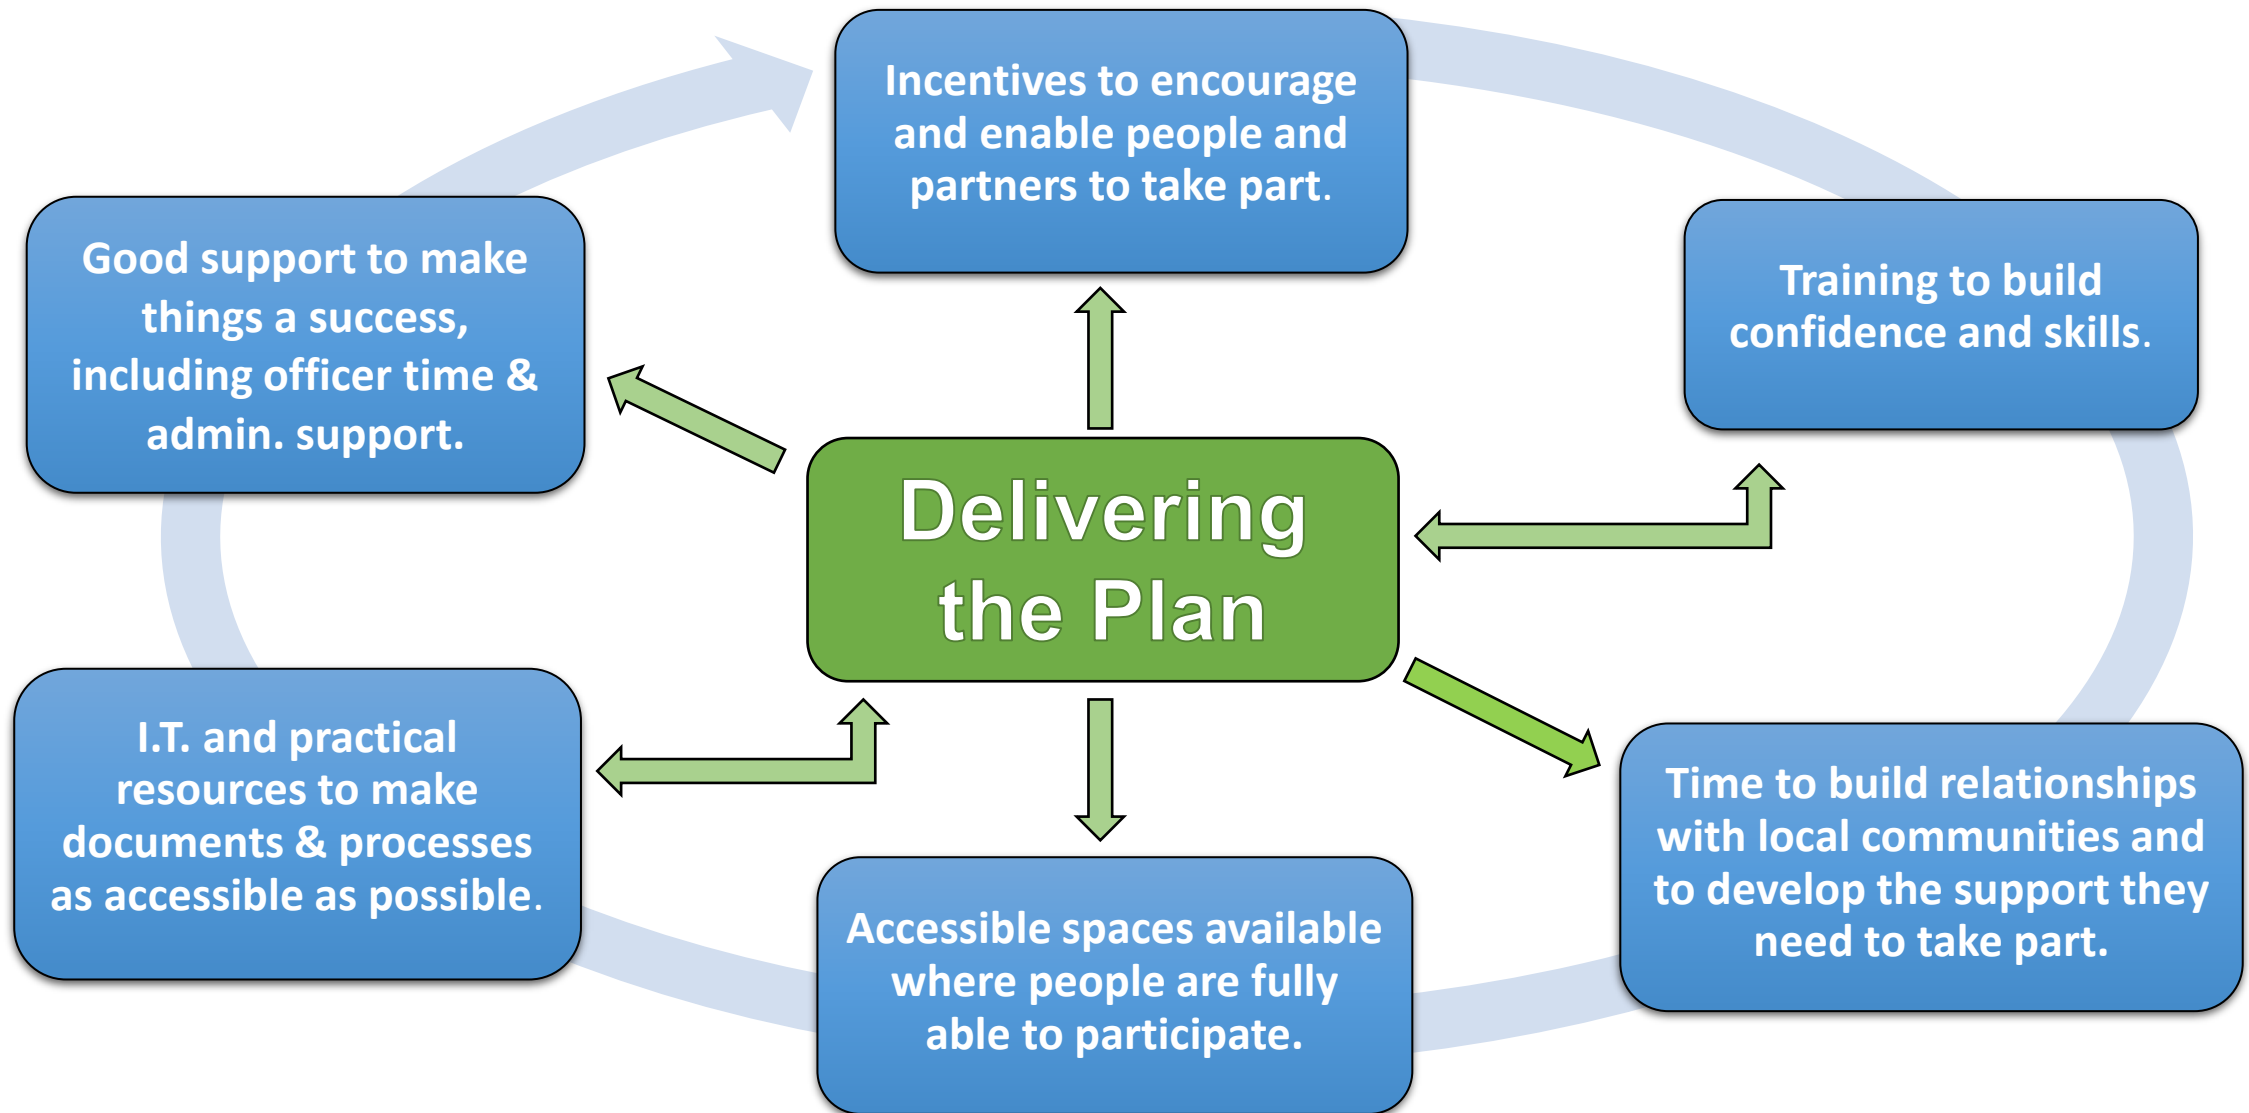 Incentives to encourage
and enable people and
partners to take part.
Training to build
confidence and skills.
Time to build relationships
with local communities and
to develop the support they
need to take part.
Accessible spaces available
where people are fully
able to participate.
I.T. and practical
resources to make
documents & processes
as accessible as possible.
Good support to make
things a success,
including officer time &
admin. support.
Delivering
the Plan